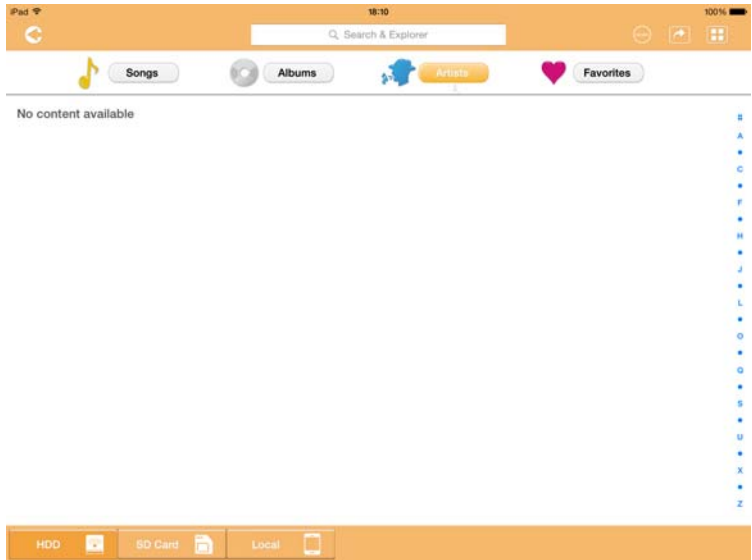 iPad 18:10 100%
Search & Explorer
Songs Albums Artists Favorites
No content available
#
A
C
F
H
J
L
O
Q
S
U
X
Z
HDD SD Card Local